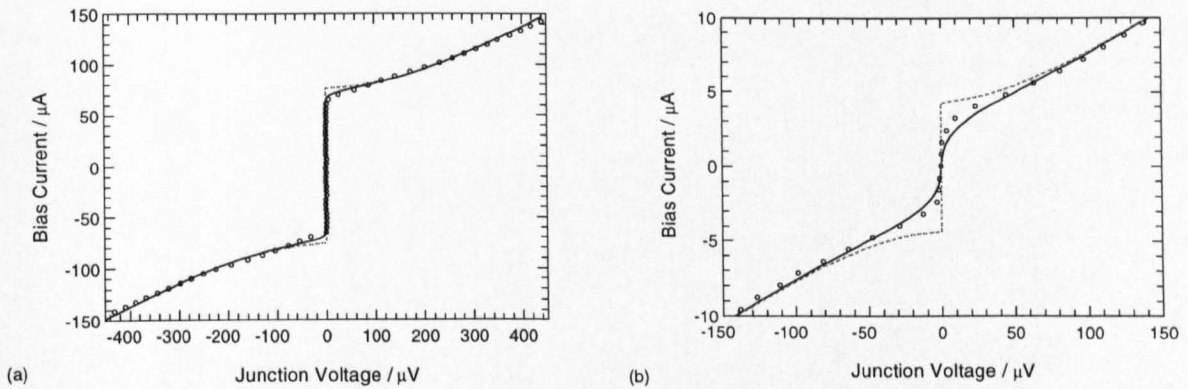 150
100
50
0
-50
-100
-150
-400 -300 -200 -100 0 100 200 300 400
Bias Current / μA
Junction Voltage / μV
(a)
10
5
0
-5
-10
-150 -100 -50 0 50 100 150
Bias Current / μA
Junction Voltage / μV
(b)